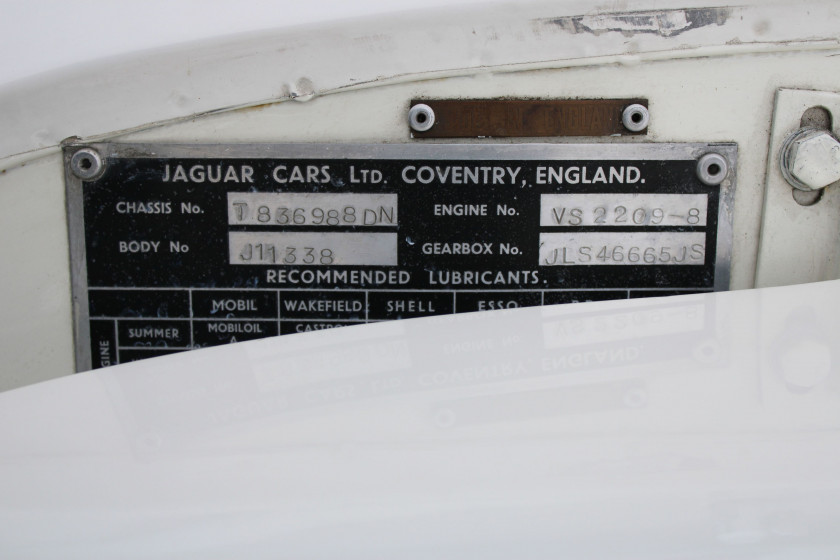 JAGUAR CARS LTD. COVENTRY, ENGLAND.
CHASSIS No. T836988DN ENGINE No. VS2209-8
BODY No J11338 GEARBOX No. JLS46665JS
RECOMMENDED LUBRICANTS.
MOBIL WAKEFIELD SHELL ESSO
SUMMER MOBILOIL
A